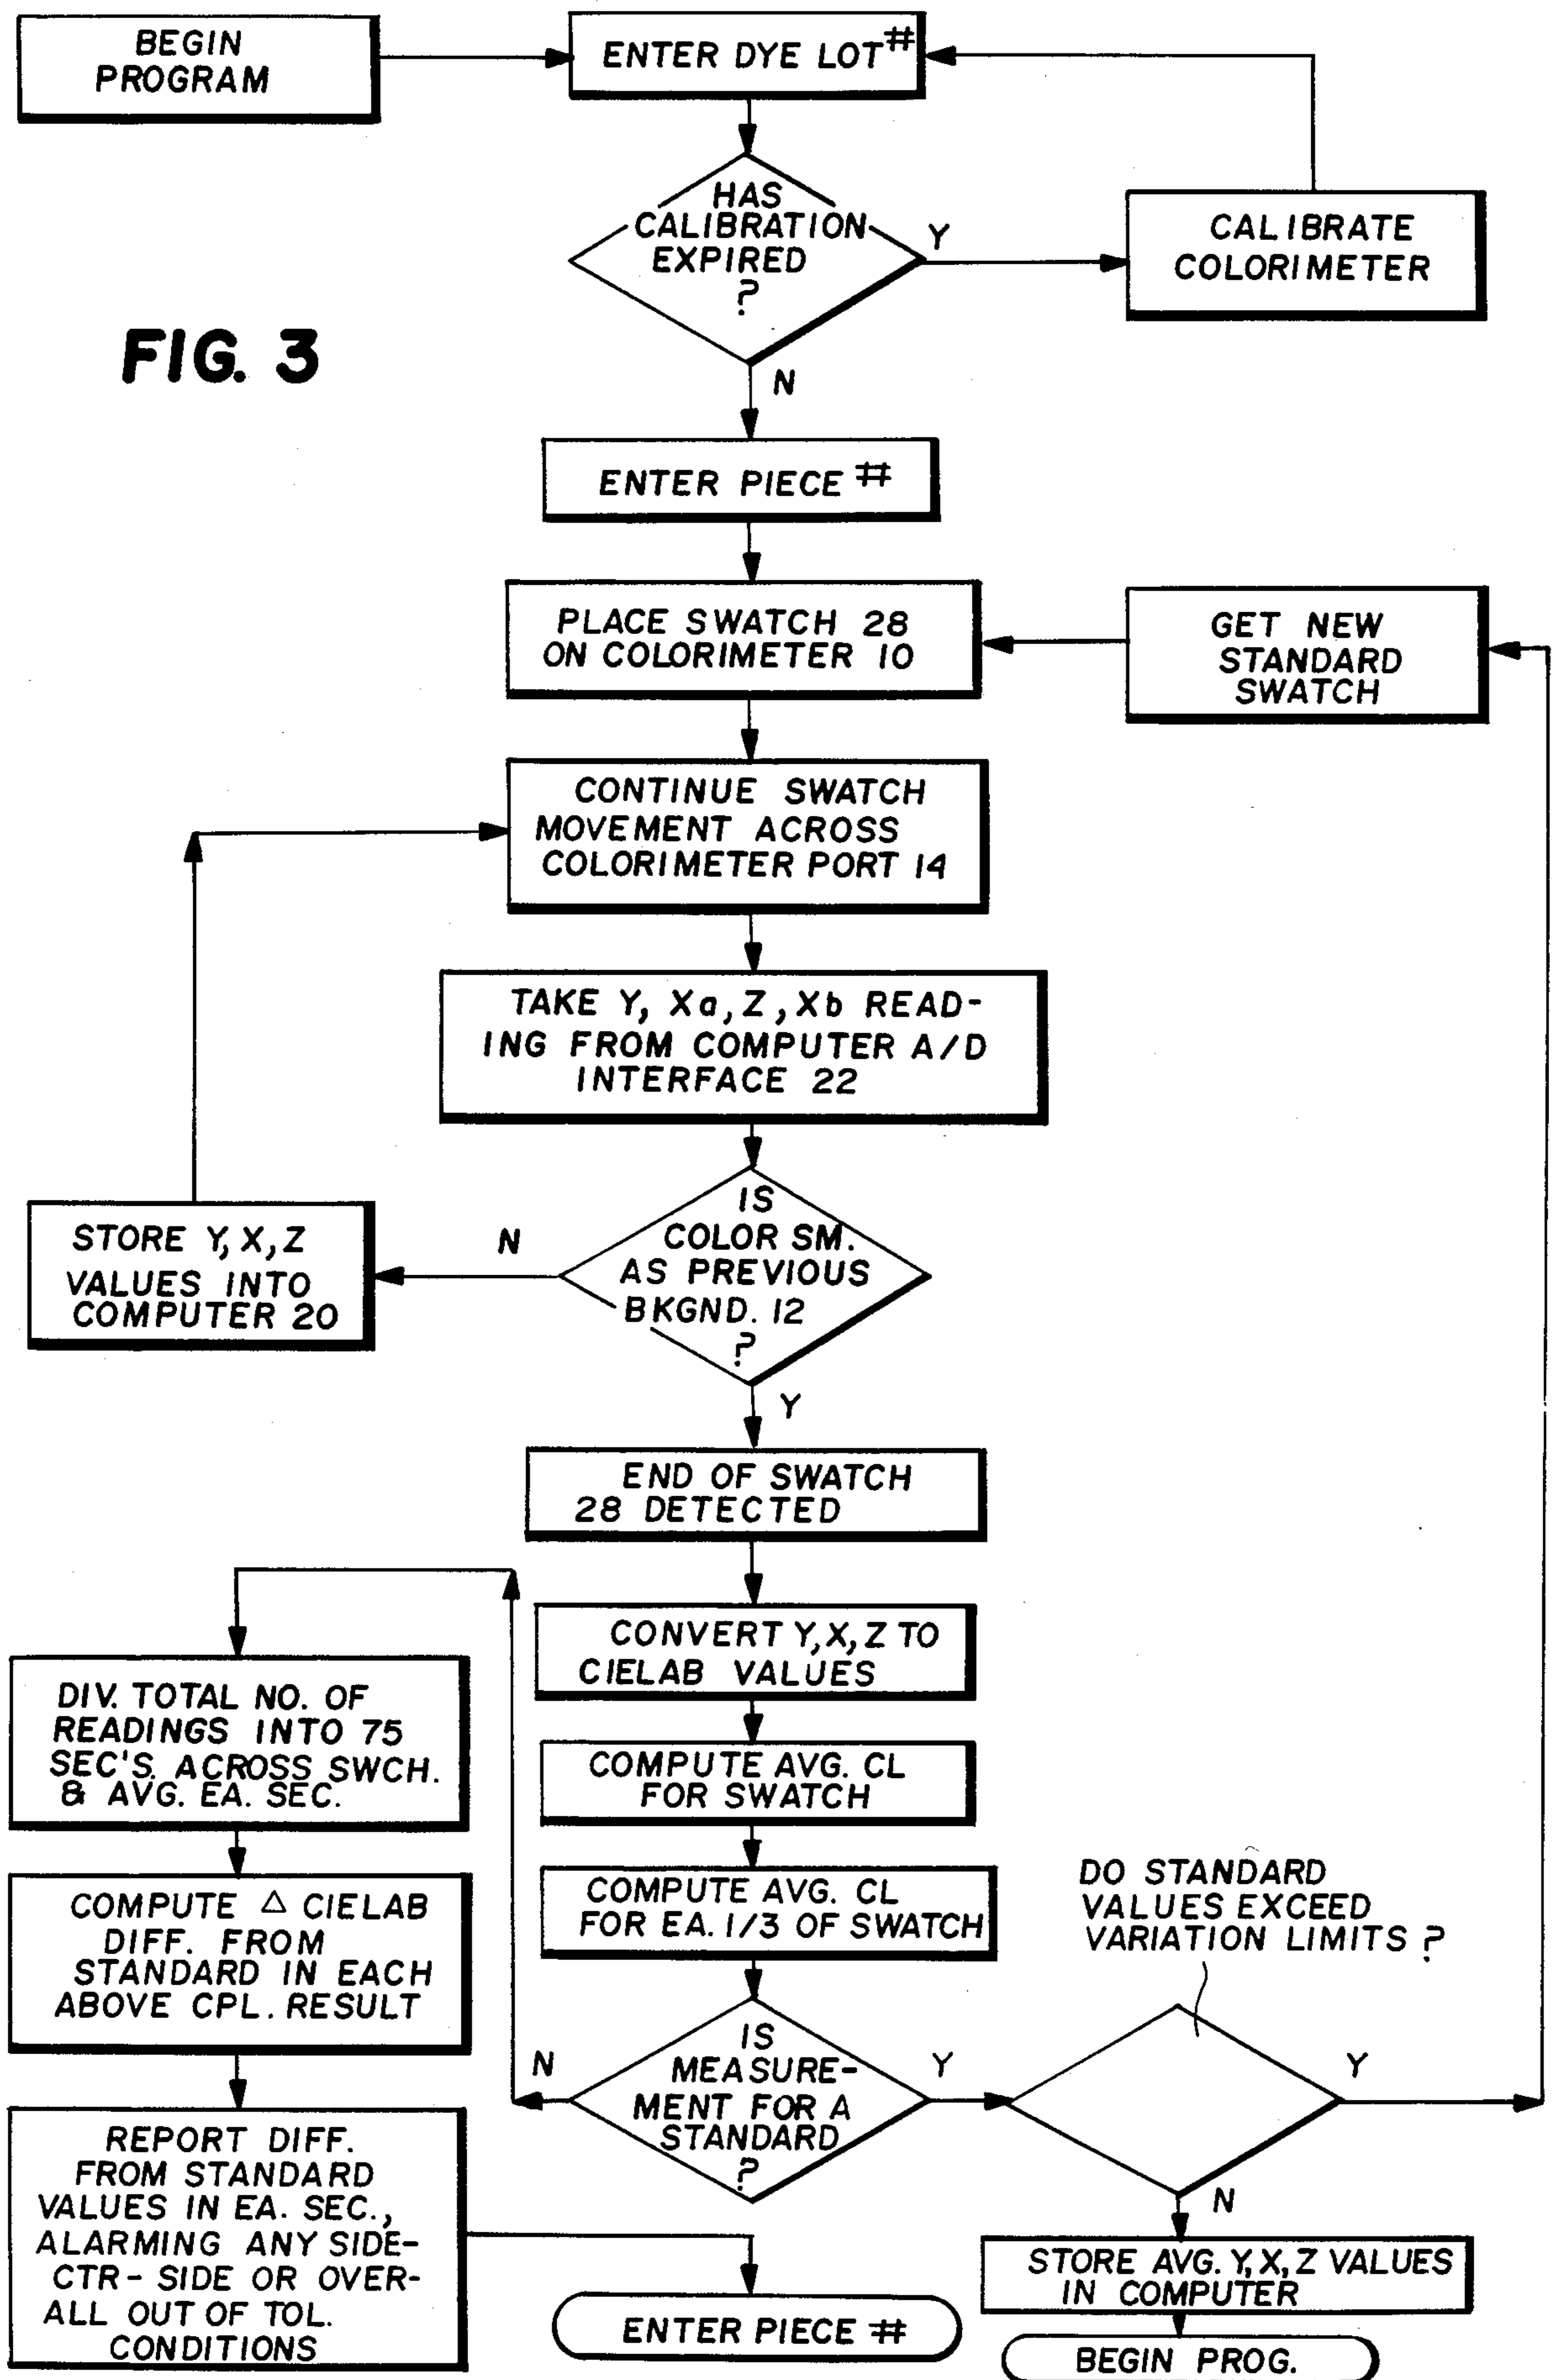 BEGIN
PROGRAM
ENTER DYE LOT #
HAS
CALIBRATION
EXPIRED
?
Y
CALIBRATE
COLORIMETER
FIG. 3
N
ENTER PIECE #
PLACE SWATCH 28
ON COLORIMETER 10
GET NEW
STANDARD
SWATCH
CONTINUE SWATCH
MOVEMENT ACROSS
COLORIMETER PORT 14
TAKE Y, Xa, Z, Xb READ-
ING FROM COMPUTER A/D
INTERFACE 22
IS
COLOR SM.
AS PREVIOUS
BKGND. 12
?
N
STORE Y, X, Z
VALUES INTO
COMPUTER 20
Y
END OF SWATCH
28 DETECTED
CONVERT Y, X, Z TO
CIELAB VALUES
COMPUTE AVG. CL
FOR SWATCH
COMPUTE AVG. CL
FOR EA. 1/3 OF SWATCH
IS
MEASURE-
MENT FOR A
STANDARD
?
N
Y
DIV. TOTAL NO. OF
READINGS INTO 75
SEC'S. ACROSS SWCH.
& AVG. EA. SEC.
COMPUTE △ CIELAB
DIFF. FROM
STANDARD IN EACH
ABOVE CPL. RESULT
REPORT DIFF.
FROM STANDARD
VALUES IN EA. SEC.,
ALARMING ANY SIDE-
CTR-SIDE OR OVER-
ALL OUT OF TOL.
CONDITIONS
ENTER PIECE #
DO STANDARD
VALUES EXCEED
VARIATION LIMITS ?
Y
N
STORE AVG. Y, X, Z VALUES
IN COMPUTER
BEGIN PROG.